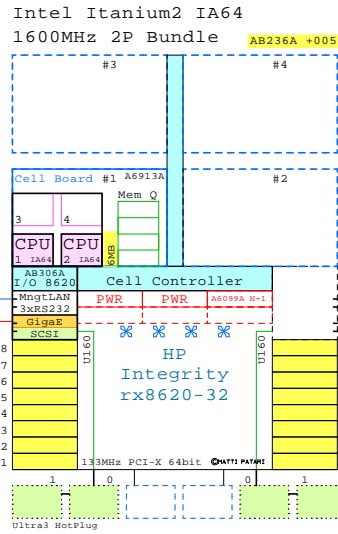 Intel Itanium2 IA64
1600MHz 2P Bundle
AB236A +005
#3
#4
Cell Board #1
A6913A
#2
Mem Q
3
4
CPU
1 IA64
CPU
2 IA64
6MB
AB306A
I/O 8620
Cell Controller
MngtLAN
3xRS232
PWR
PWR
A6099A N+1
GigaE
SCSI
U160
U160
HP
Integrity
rx8620-32
8
7
6
5
4
3
2
1
133MHz PCI-X 64bit
©HATTI PATARI
1
0
0
1
Ultra3 HotPlug